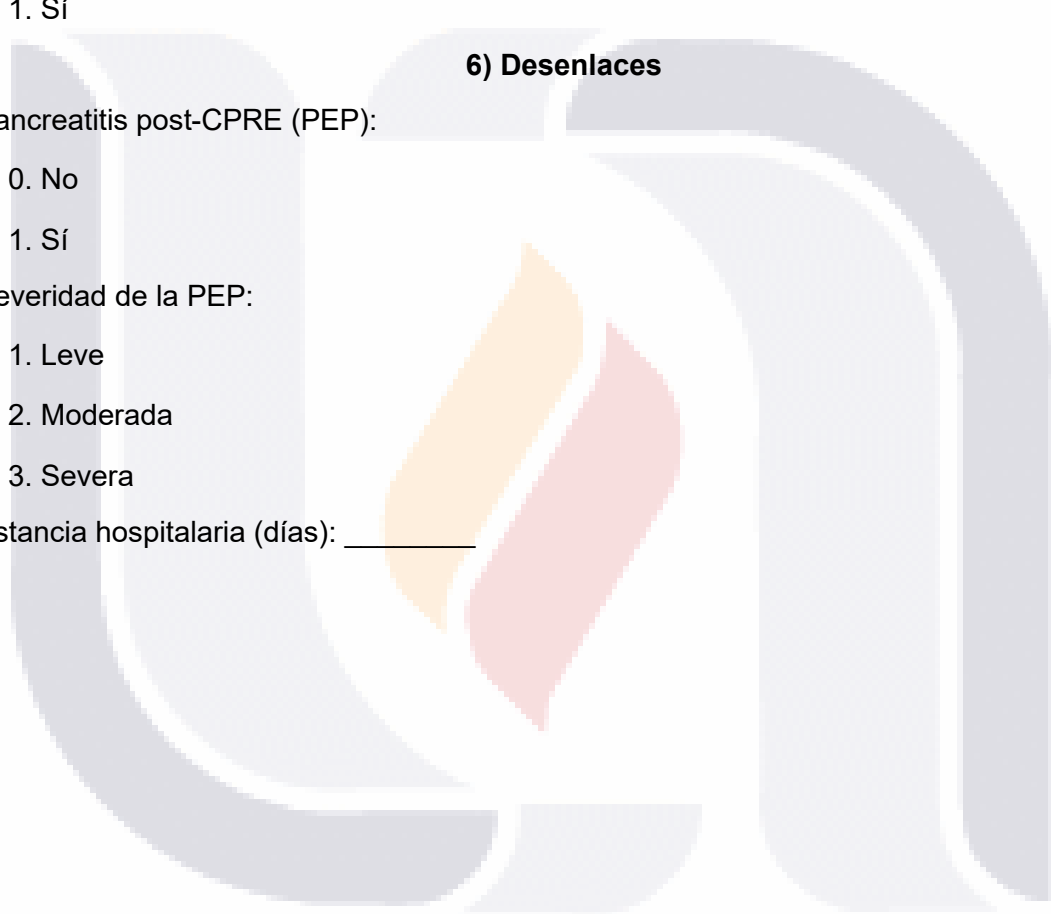 1. Sí
6) Desenlaces
ancreatitis post-CPRE (PEP):
0. No
1. Sí
everidad de la PEP:
1. Leve
2. Moderada
3. Severa
stancia hospitalaria (días): ________